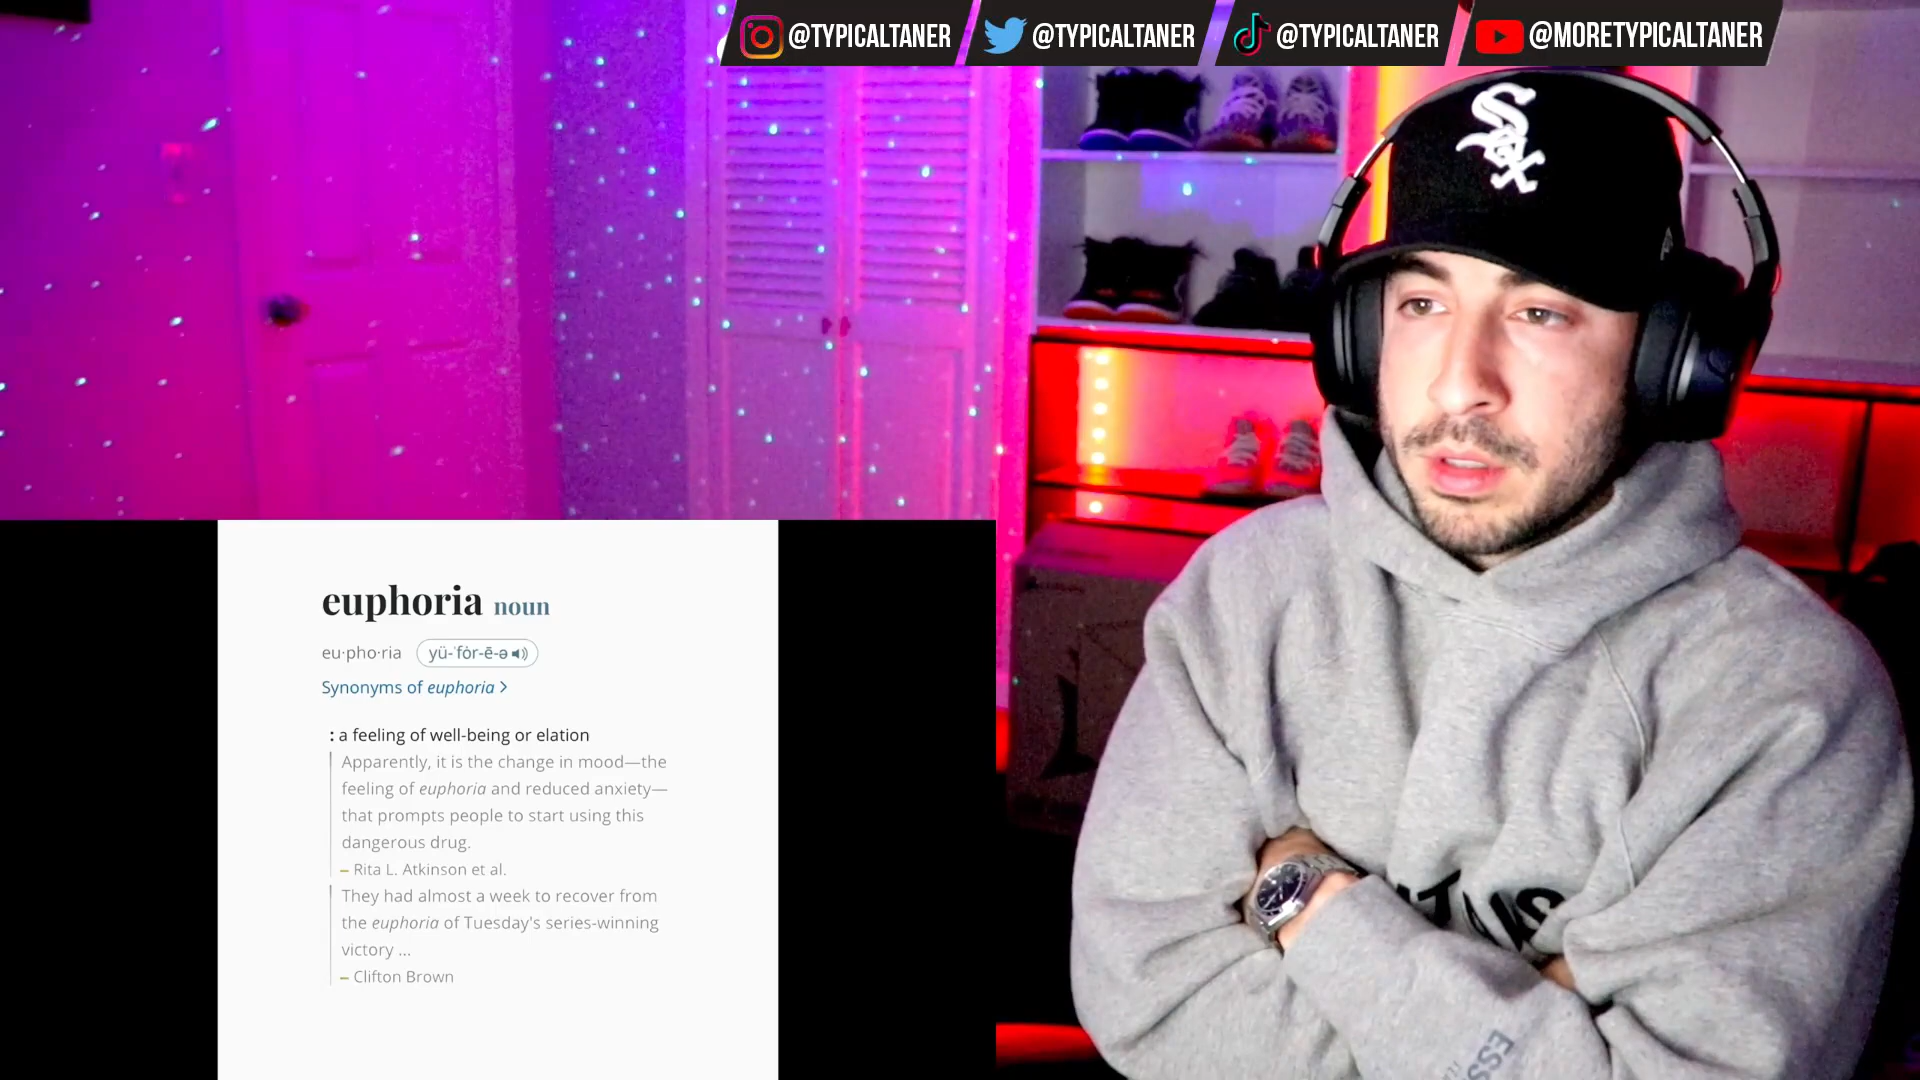 @TYPICALTANER
@TYPICALTANER
@TYPICALTANER
@MORETYPICALTANER
Sox
euphoria noun
eu·pho·ria yü-ˈfȯr-ē-ə
Synonyms of euphoria >
: a feeling of well-being or elation
Apparently, it is the change in mood—the
feeling of euphoria and reduced anxiety—
that prompts people to start using this
dangerous drug.
– Rita L. Atkinson et al.
They had almost a week to recover from
the euphoria of Tuesday's series-winning
victory ...
– Clifton Brown
ESS